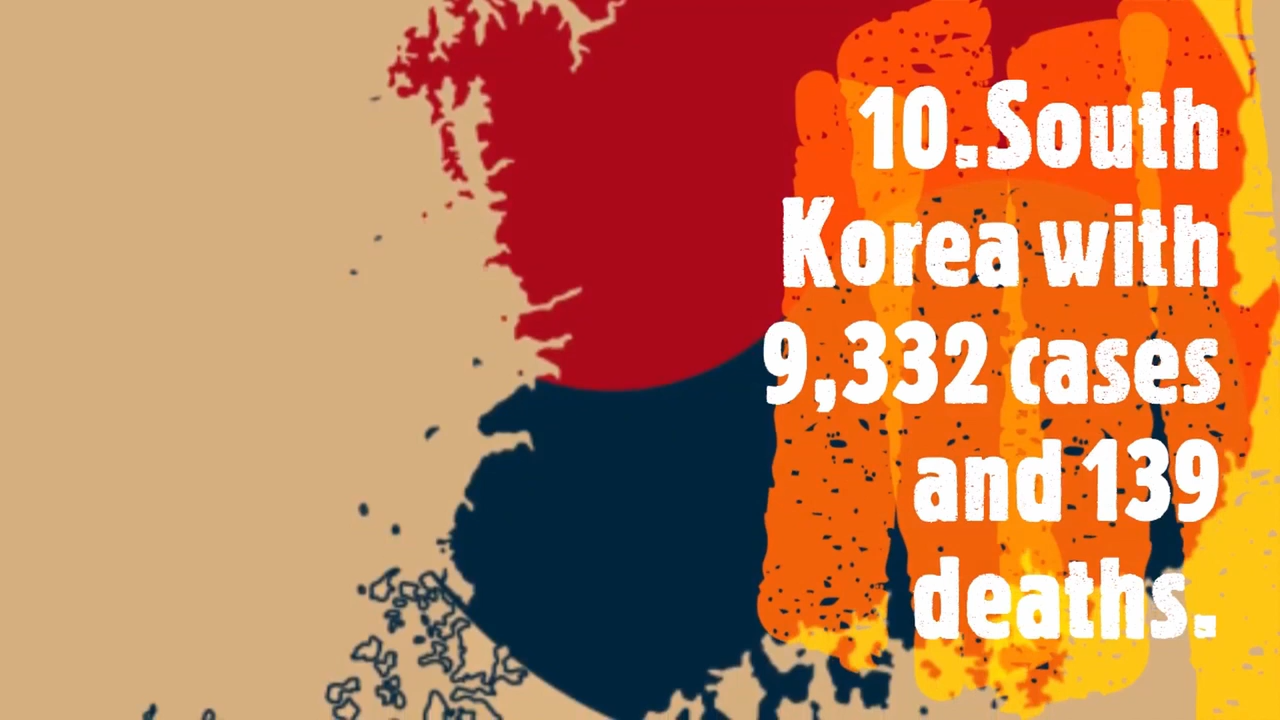 10.South
Korea with
9,332 cases
and 139
deaths.